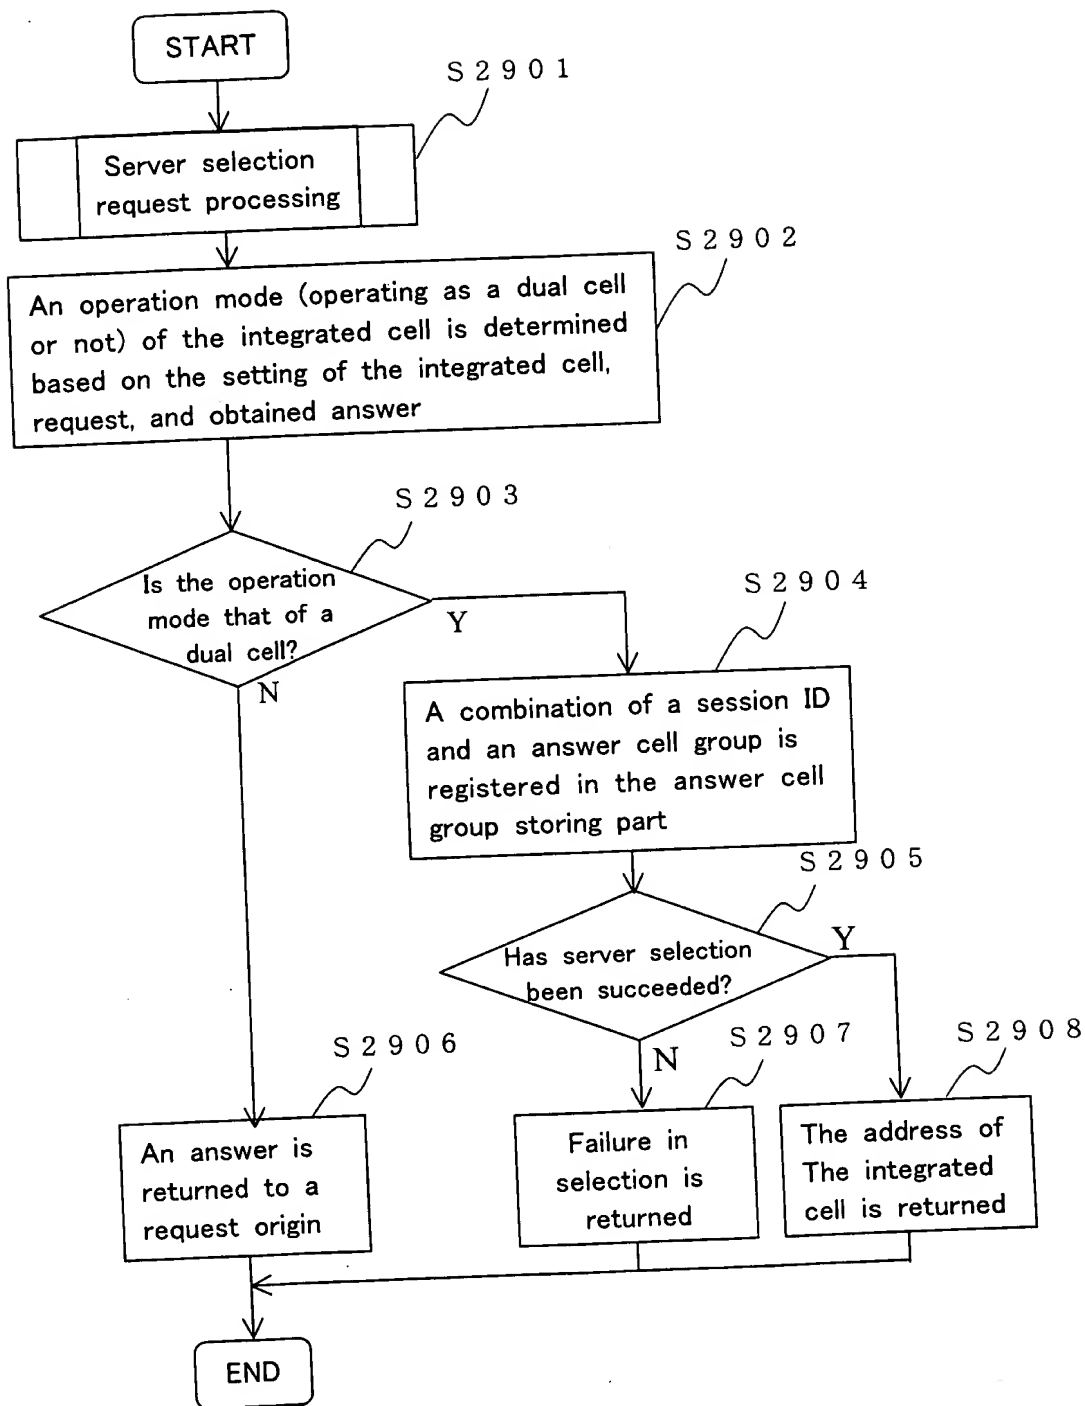 START
S2901
Server selection
request processing
S2902
An operation mode (operating as a dual cell
or not) of the integrated cell is determined
based on the setting of the integrated cell,
request, and obtained answer
S2903
Is the operation
mode that of a
dual cell?
Y
N
S2904
A combination of a session ID
and an answer cell group is
registered in the answer cell
group storing part
S2905
Has server selection
been succeeded?
Y
N
S2906
An answer is
returned to a
request origin
S2907
Failure in
selection is
returned
S2908
The address of
The integrated
cell is returned
END